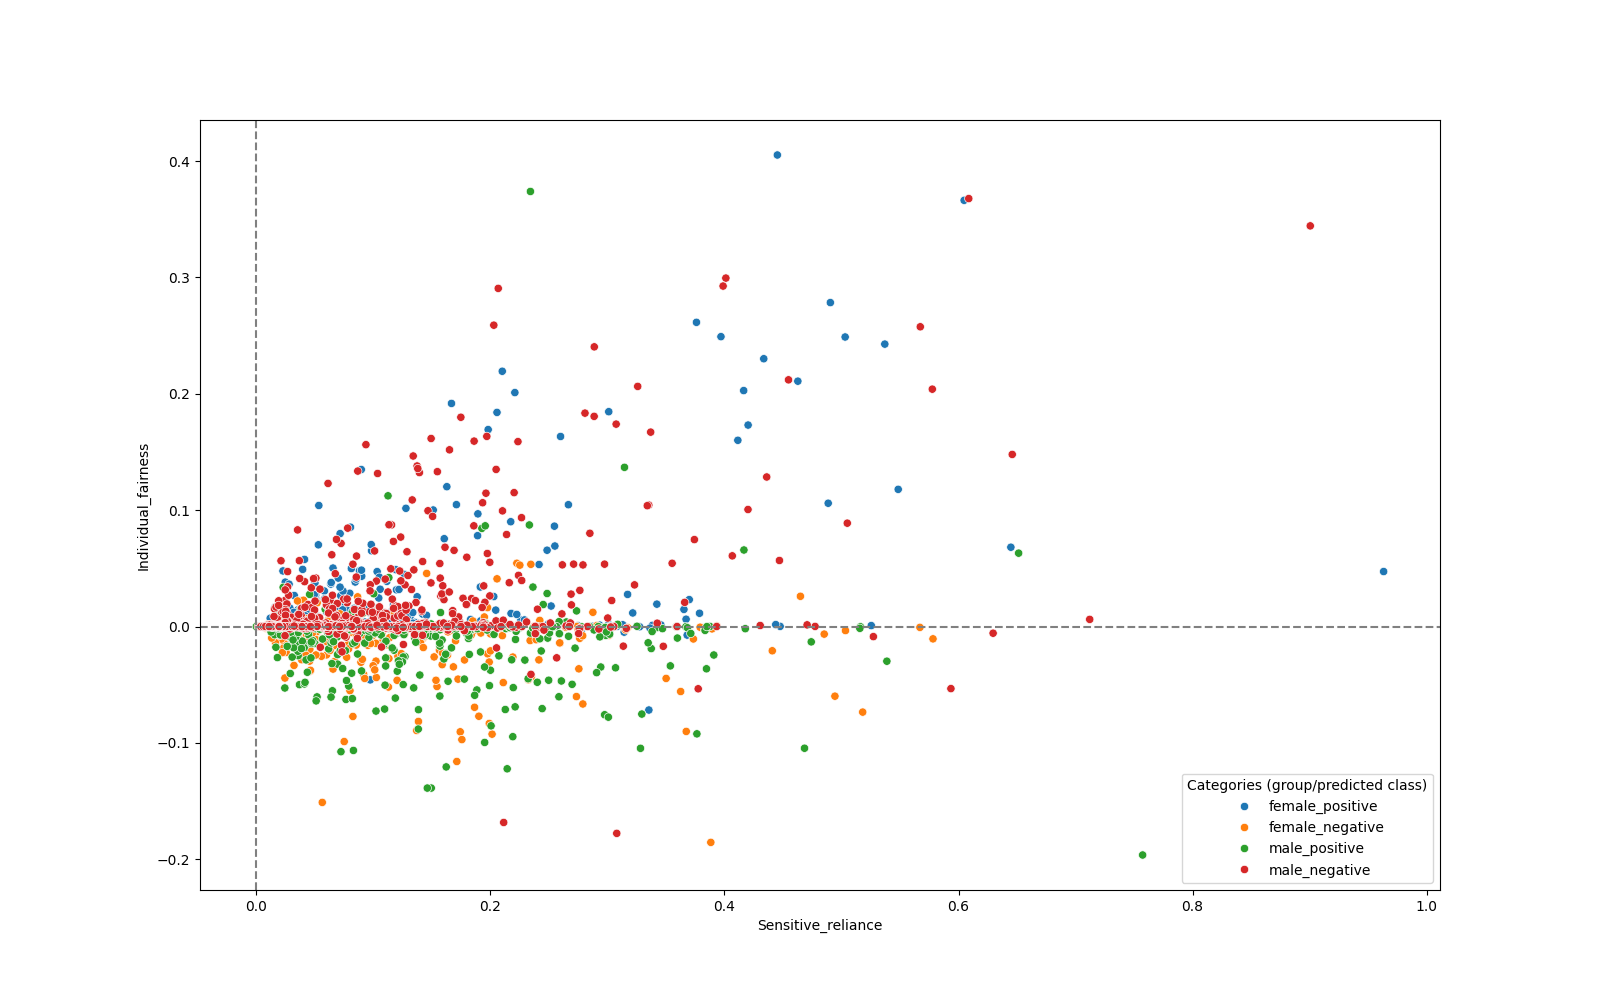 0.4
0.3
0.2
0.1
0.0
−0.1
−0.2
Individual_fairness
0.0
0.2
0.4
0.6
0.8
1.0
Sensitive_reliance
Categories (group/predicted class)
female_positive
female_negative
male_positive
male_negative